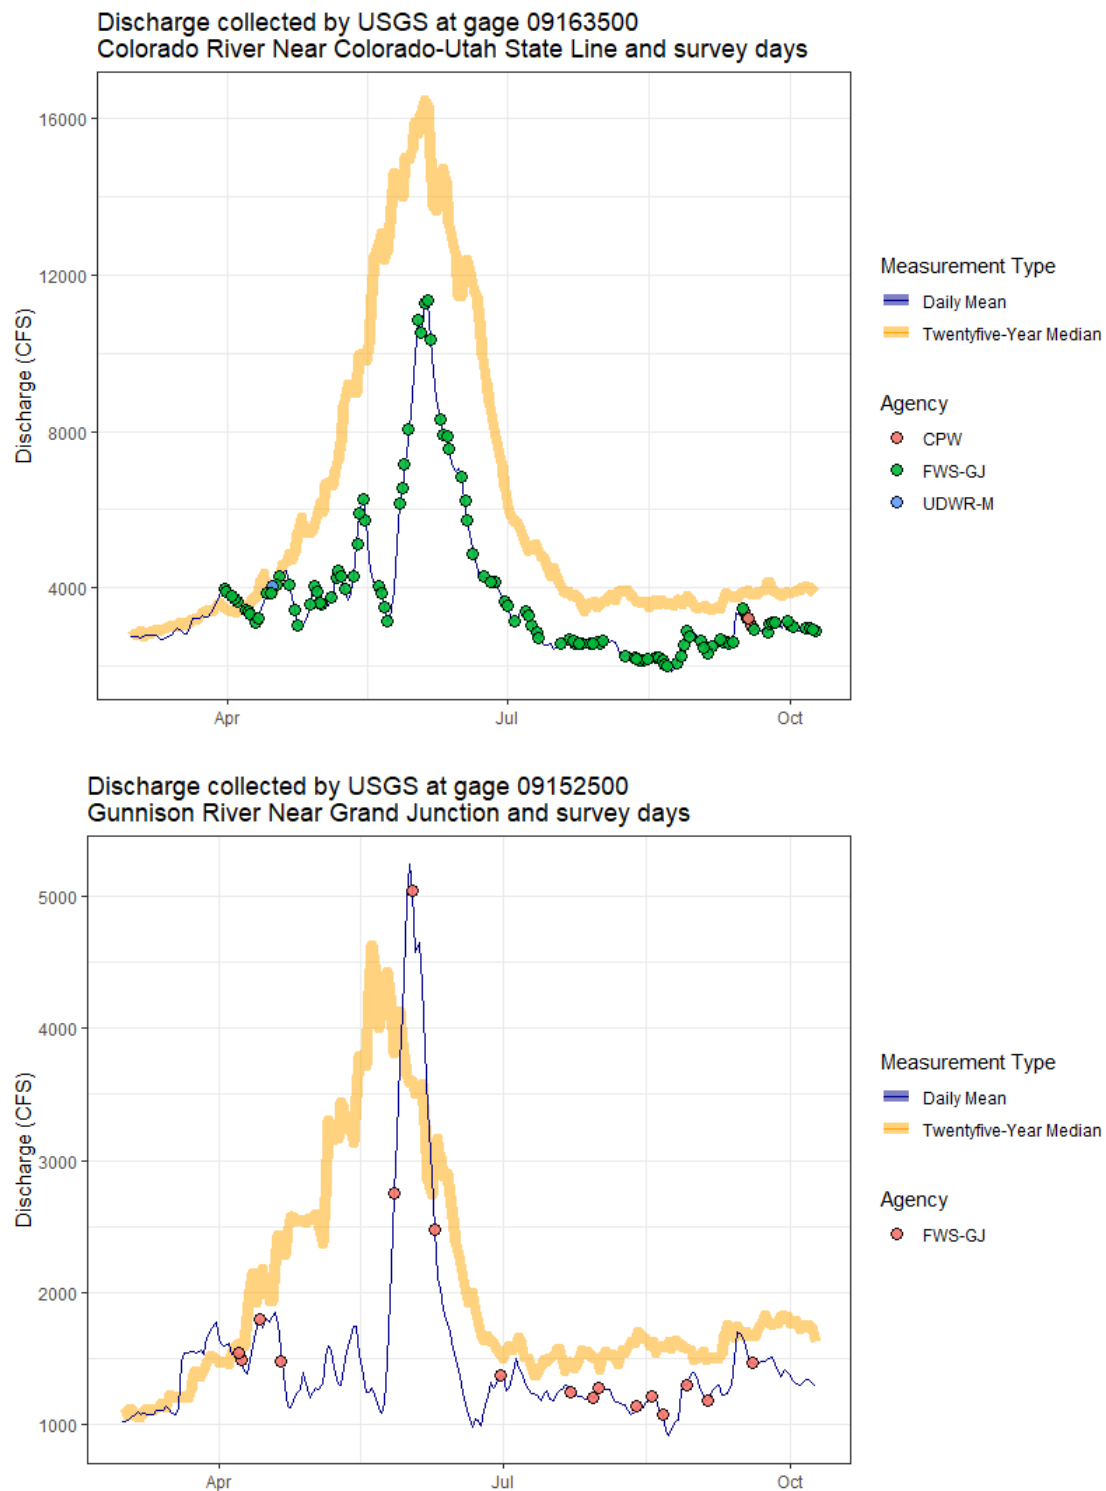 Discharge collected by USGS at gage 09163500
Colorado River Near Colorado-Utah State Line and survey days
Discharge (CFS)
16000
12000
8000
4000
Apr
Jul
Oct
Measurement Type
Daily Mean
Twentyfive-Year Median
Agency
CPW
FWS-GJ
UDWR-M
Discharge collected by USGS at gage 09152500
Gunnison River Near Grand Junction and survey days
Discharge (CFS)
5000
4000
3000
2000
1000
Apr
Jul
Oct
Measurement Type
Daily Mean
Twentyfive-Year Median
Agency
FWS-GJ